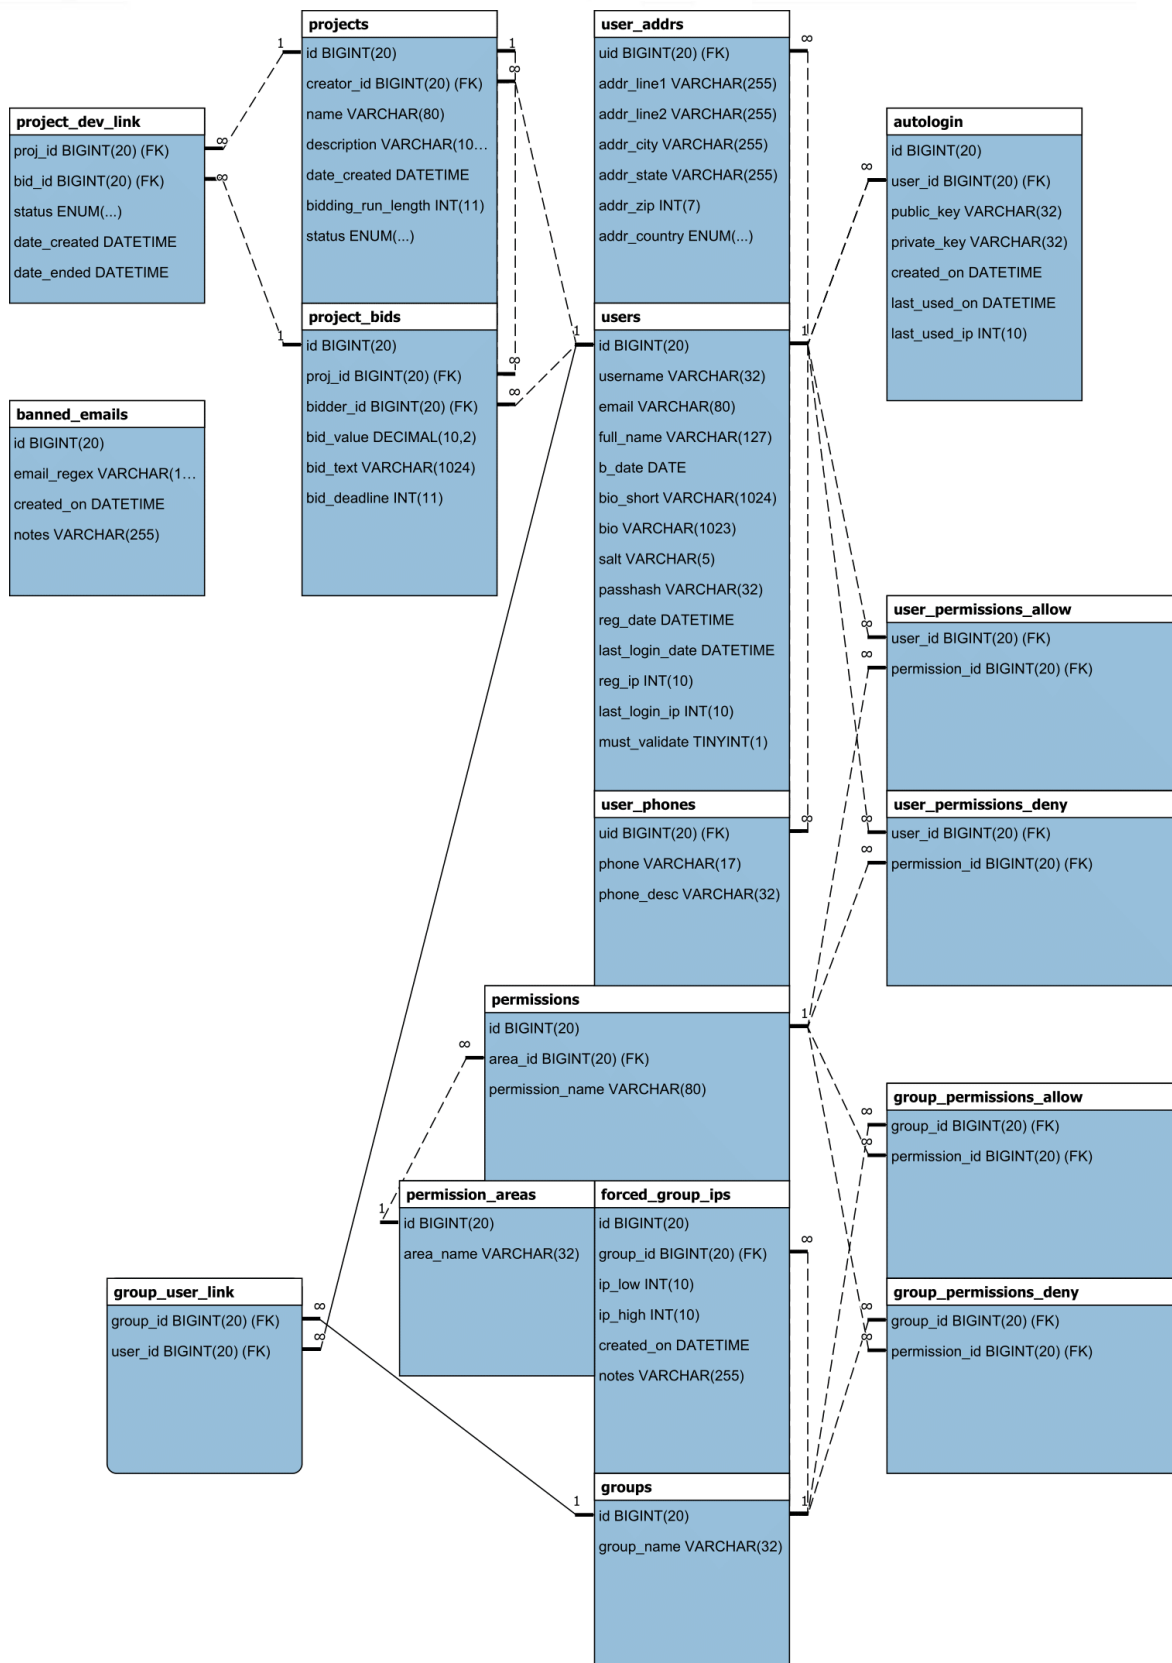 projects
id BIGINT(20)
creator_id BIGINT(20) (FK)
name VARCHAR(80)
description VARCHAR(10...
date_created DATETIME
bidding_run_length INT(11)
status ENUM(...)
user_addrs
uid BIGINT(20) (FK)
addr_line1 VARCHAR(255)
addr_line2 VARCHAR(255)
addr_city VARCHAR(255)
addr_state VARCHAR(255)
addr_zip INT(7)
addr_country ENUM(...)
project_dev_link
proj_id BIGINT(20) (FK)
bid_id BIGINT(20) (FK)
status ENUM(...)
date_created DATETIME
date_ended DATETIME
autologin
id BIGINT(20)
user_id BIGINT(20) (FK)
public_key VARCHAR(32)
private_key VARCHAR(32)
created_on DATETIME
last_used_on DATETIME
last_used_ip INT(10)
project_bids
id BIGINT(20)
proj_id BIGINT(20) (FK)
bidder_id BIGINT(20) (FK)
bid_value DECIMAL(10,2)
bid_text VARCHAR(1024)
bid_deadline INT(11)
users
id BIGINT(20)
username VARCHAR(32)
email VARCHAR(80)
full_name VARCHAR(127)
b_date DATE
bio_short VARCHAR(1024)
bio VARCHAR(1023)
salt VARCHAR(5)
passhash VARCHAR(32)
reg_date DATETIME
last_login_date DATETIME
reg_ip INT(10)
last_login_ip INT(10)
must_validate TINYINT(1)
banned_emails
id BIGINT(20)
email_regex VARCHAR(1...
created_on DATETIME
notes VARCHAR(255)
user_permissions_allow
user_id BIGINT(20) (FK)
permission_id BIGINT(20) (FK)
user_phones
uid BIGINT(20) (FK)
phone VARCHAR(17)
phone_desc VARCHAR(32)
user_permissions_deny
user_id BIGINT(20) (FK)
permission_id BIGINT(20) (FK)
permissions
id BIGINT(20)
area_id BIGINT(20) (FK)
permission_name VARCHAR(80)
group_permissions_allow
group_id BIGINT(20) (FK)
permission_id BIGINT(20) (FK)
permission_areas
id BIGINT(20)
area_name VARCHAR(32)
forced_group_ips
id BIGINT(20)
group_id BIGINT(20) (FK)
ip_low INT(10)
ip_high INT(10)
created_on DATETIME
notes VARCHAR(255)
group_user_link
group_id BIGINT(20) (FK)
user_id BIGINT(20) (FK)
group_permissions_deny
group_id BIGINT(20) (FK)
permission_id BIGINT(20) (FK)
groups
id BIGINT(20)
group_name VARCHAR(32)
1
1
∞
∞
∞
∞
∞
1
∞
∞
1
1
∞
∞
∞
∞
∞
∞
1
∞
∞
∞
1
∞
∞
∞
∞
∞
1
1